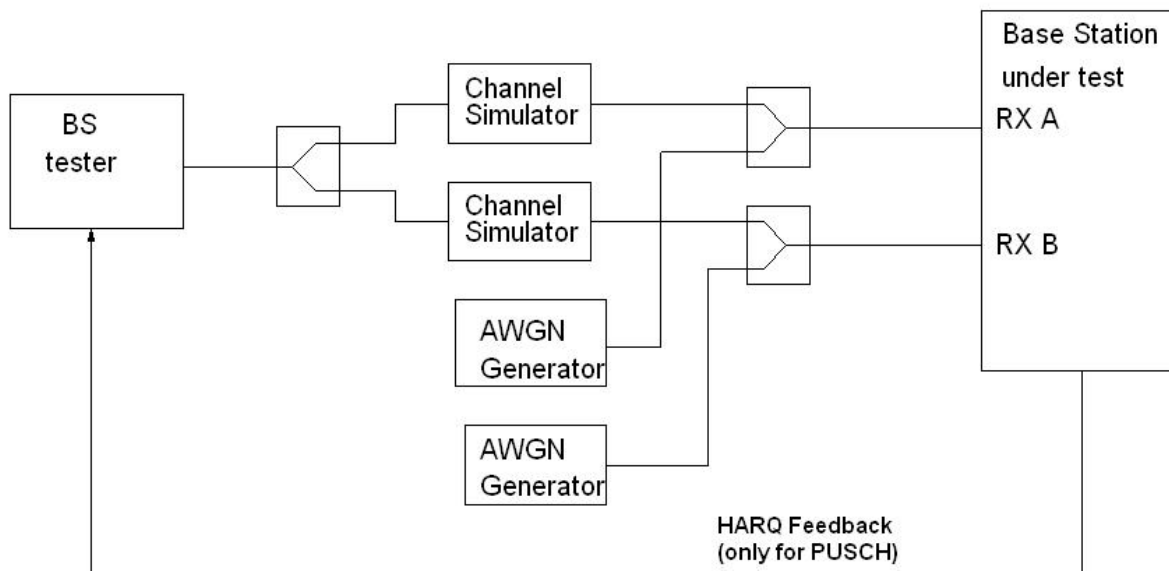 BS
tester
Channel
Simulator
Channel
Simulator
AWGN
Generator
AWGN
Generator
Base Station
under test
RX A
RX B
HARQ Feedback
(only for PUSCH)